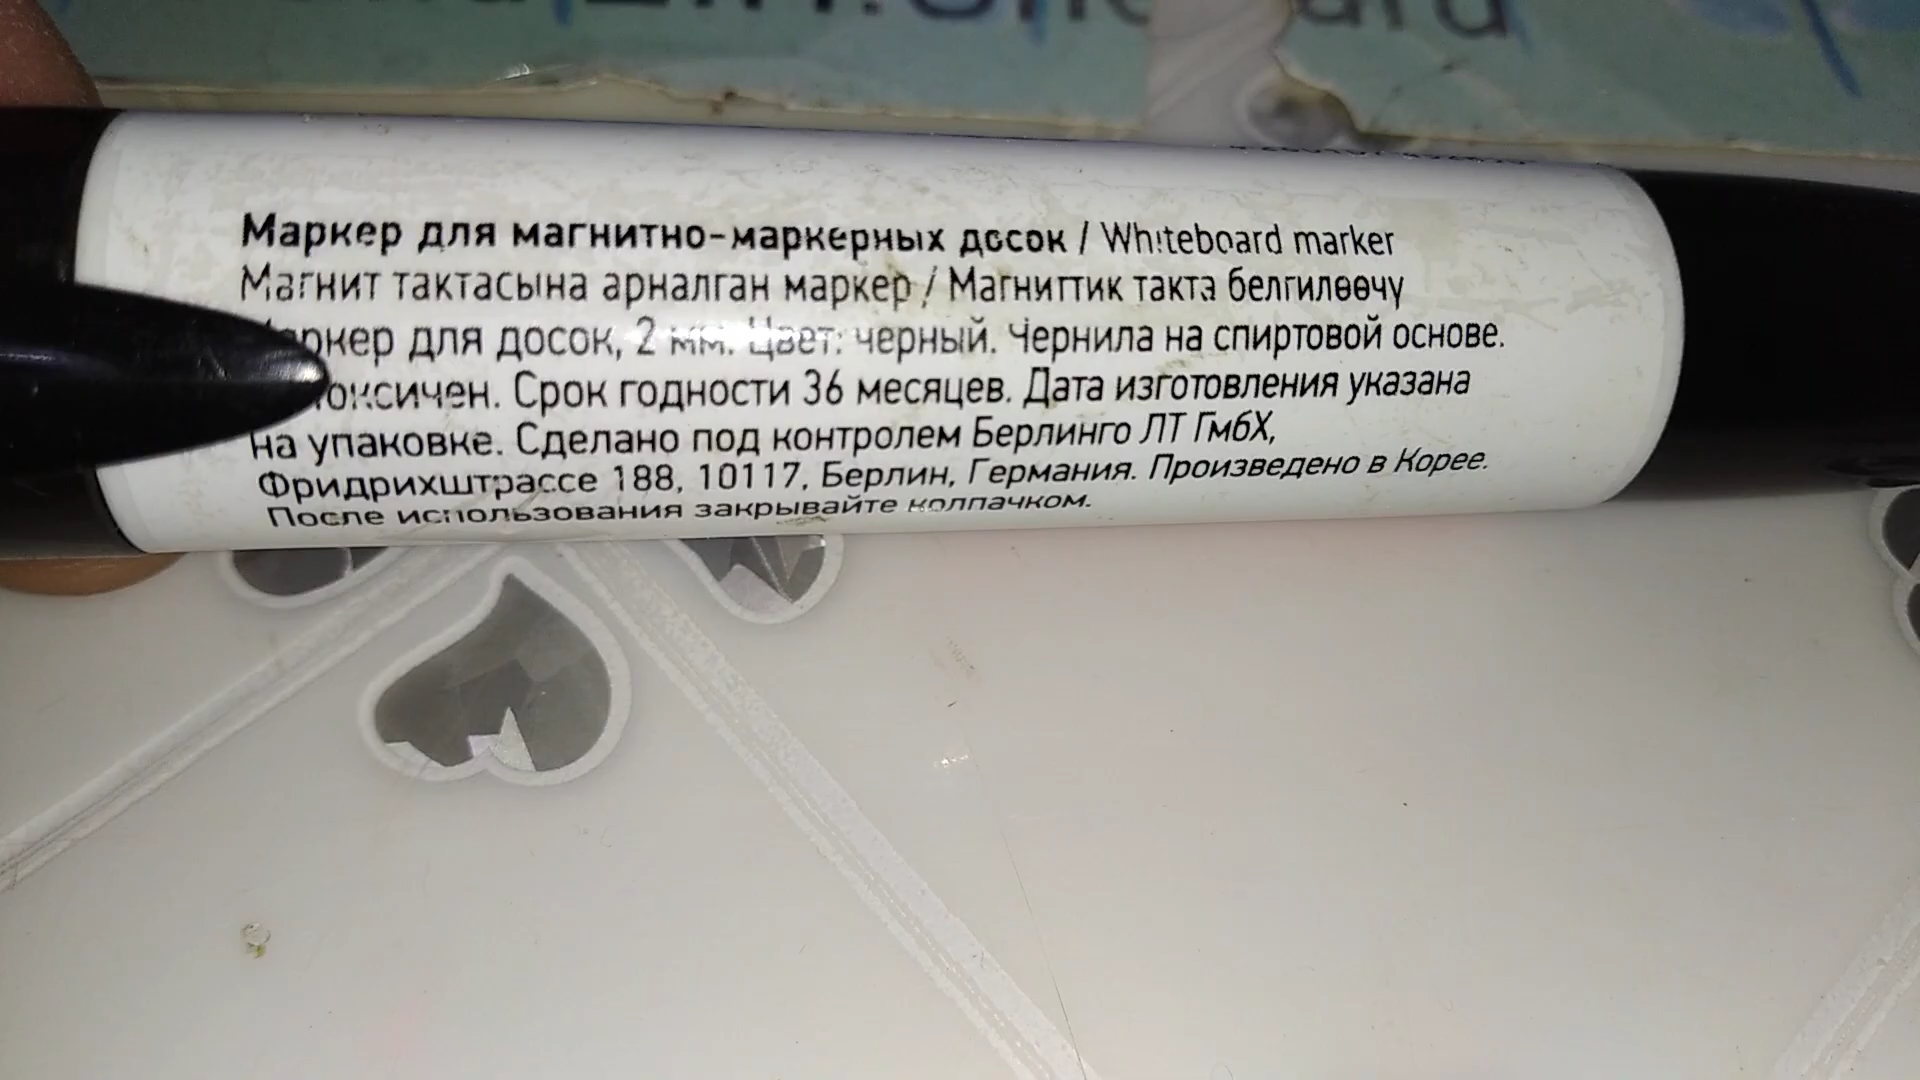 Маркер для магнитно-маркерных досок / Whiteboard marker
Магнит тактасына арналган маркер / Магниттик такта белгилөөчү
для досок, 2 мм. Цвет: черный. Чернила на спиртовой основе.
Срок годности 36 месяцев. Дата изготовления указана
на упаковке. Сделано под контролем Берлинго ЛТ ГмбХ,
Фридрихштрассе 188, 10117, Берлин, Германия. Произведено в Корее.
После использования закрывайте колпачком.